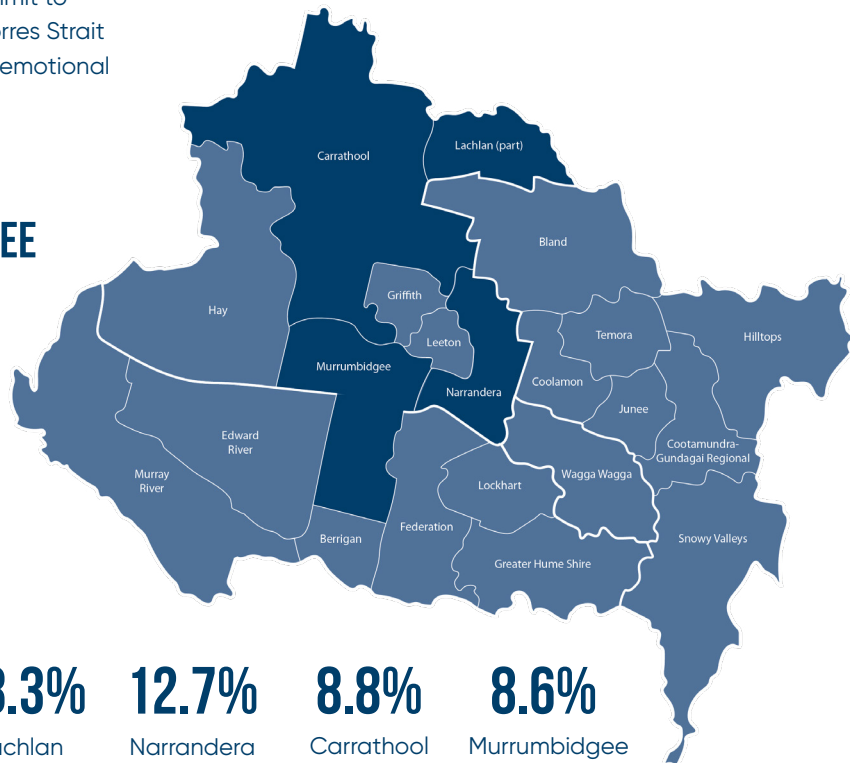 Torres Strait
emotional
Carrathool
Lachlan (part)
Bland
Hay
Griffith
Leeton
Temora
Hilltops
Murrumbidgee
Narrandera
Coolamon
Junee
Cootamundra-
Gundagai Regional
Edward
River
Murray
River
Lockhart
Wagga Wagga
Federation
Berrigan
Snowy Valleys
Greater Hume Shire
12.7%
8.8%
8.6%
Narrandera
Carrathool
Murrumbidgee